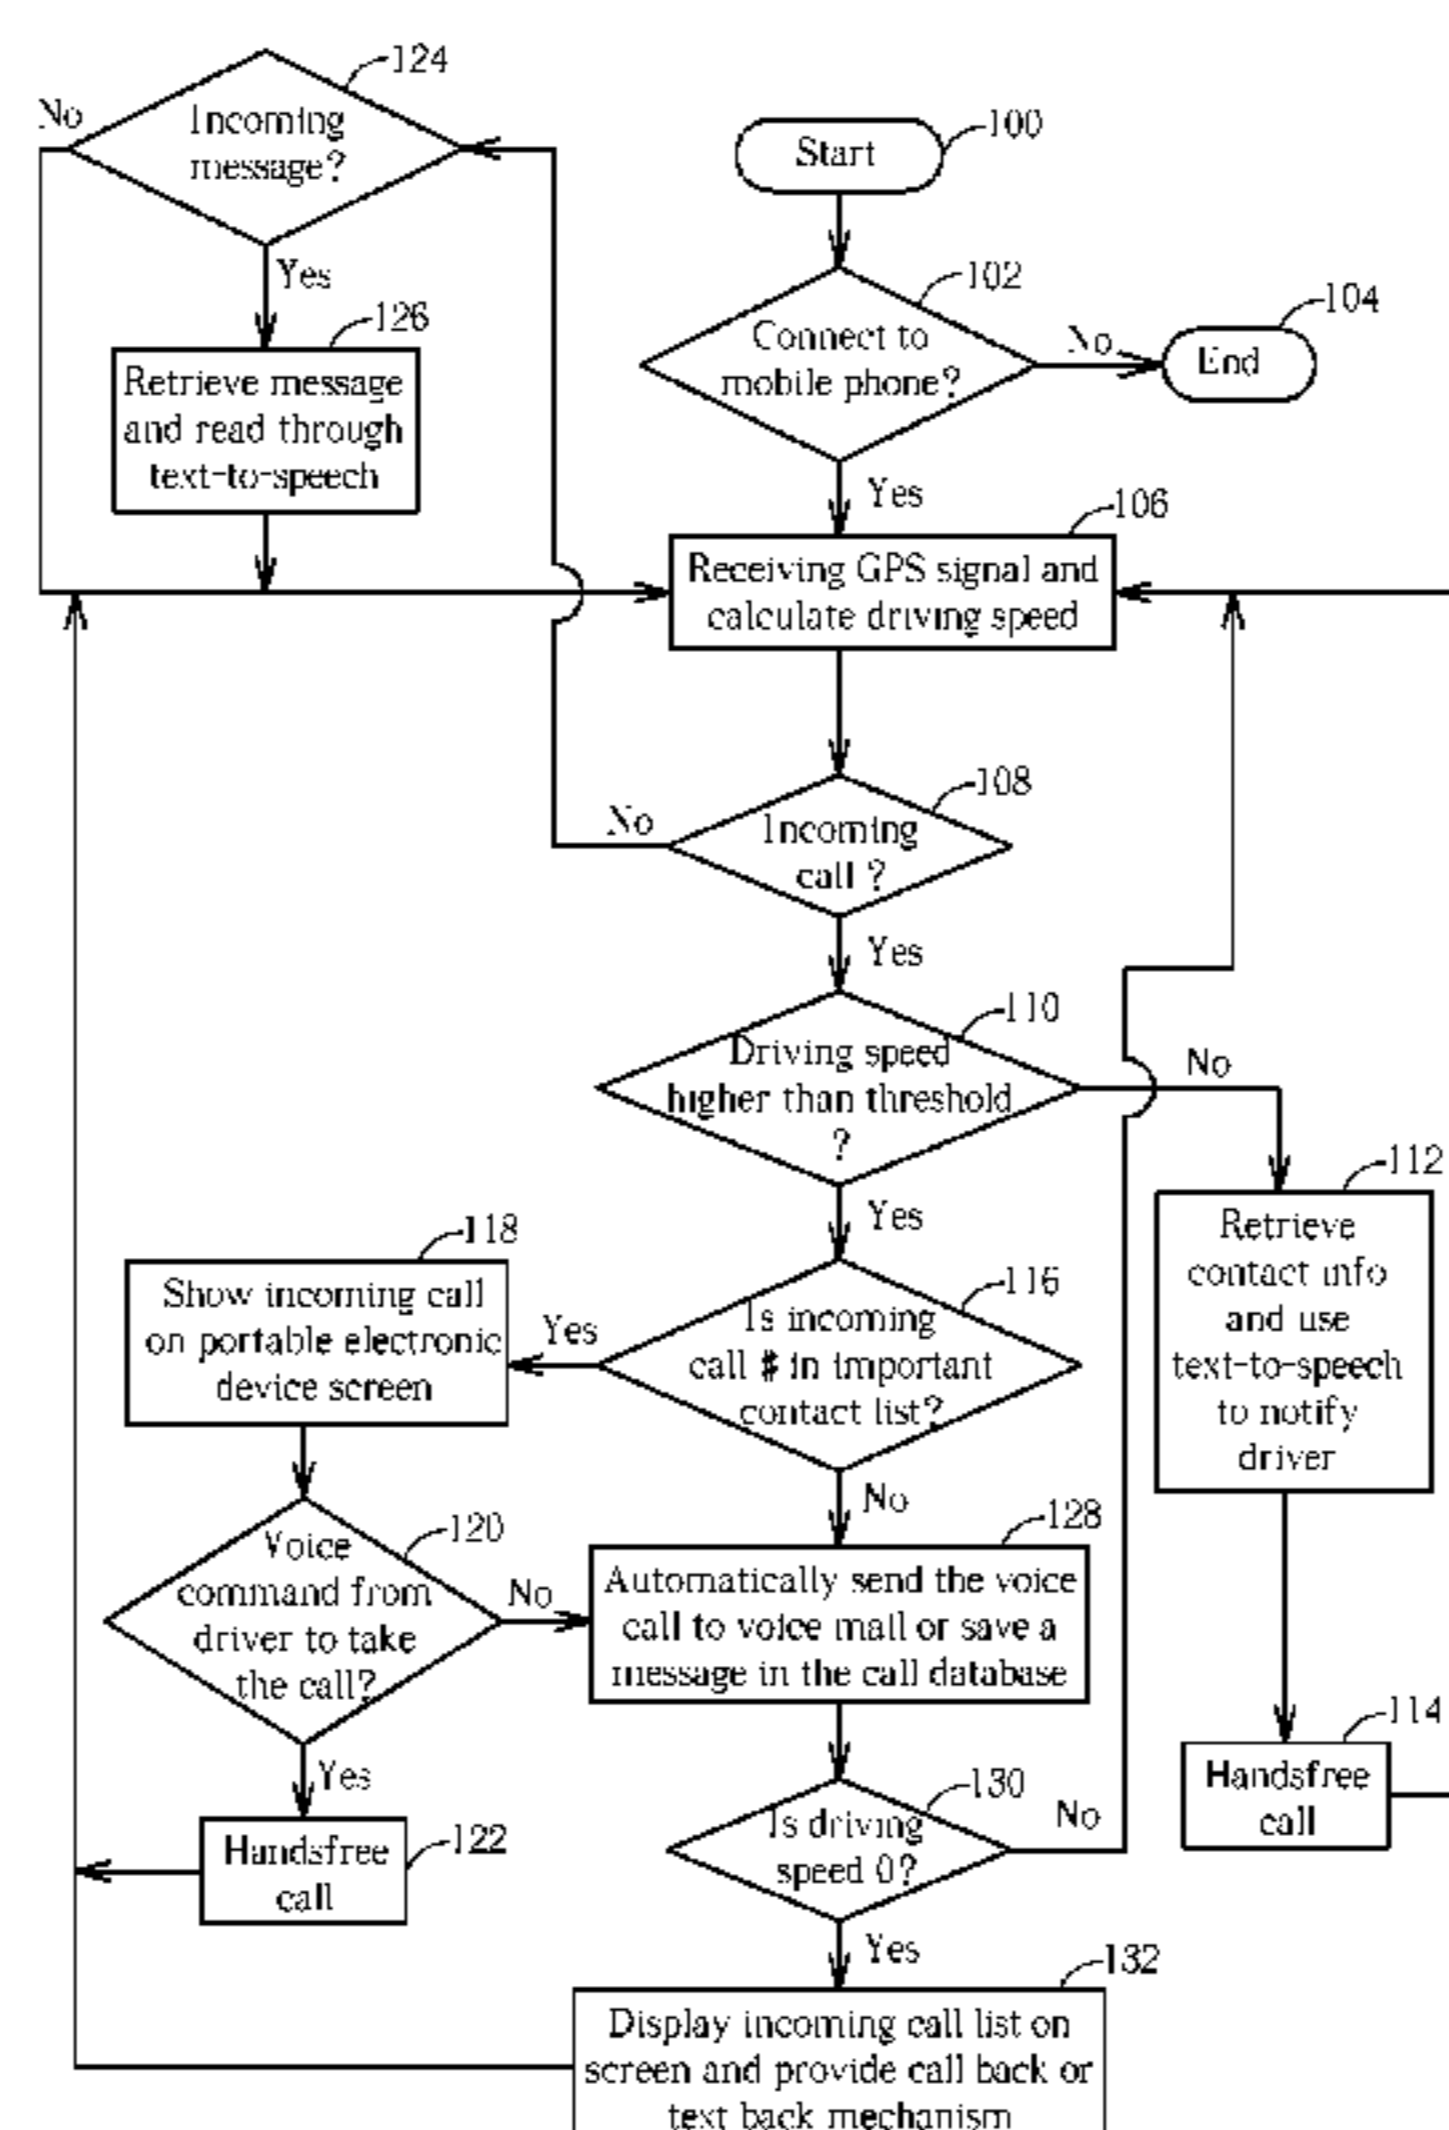 124
No
Incoming
message?
Yes
126
Retrieve message
and read through
text-to-speech
100
Start
102
Connect to
mobile phone?
No
104
End
Yes
106
Receiving GPS signal and
calculate driving speed
108
No
Incoming
call ?
Yes
110
Driving speed
higher than threshold
?
No
Yes
112
Retrieve
contact info
and use
text-to-speech
to notify
driver
116
Is incoming
call # in important
contact list?
Yes
No
118
Show incoming call
on portable electronic
device screen
120
Voice
command from
driver to take
the call?
No
Yes
122
Handsfree
call
128
Automatically send the voice
call to voice mail or save a
message in the call database
114
Handsfree
call
130
Is driving
speed 0?
No
Yes
132
Display incoming call list on
screen and provide call back or
text back mechanism